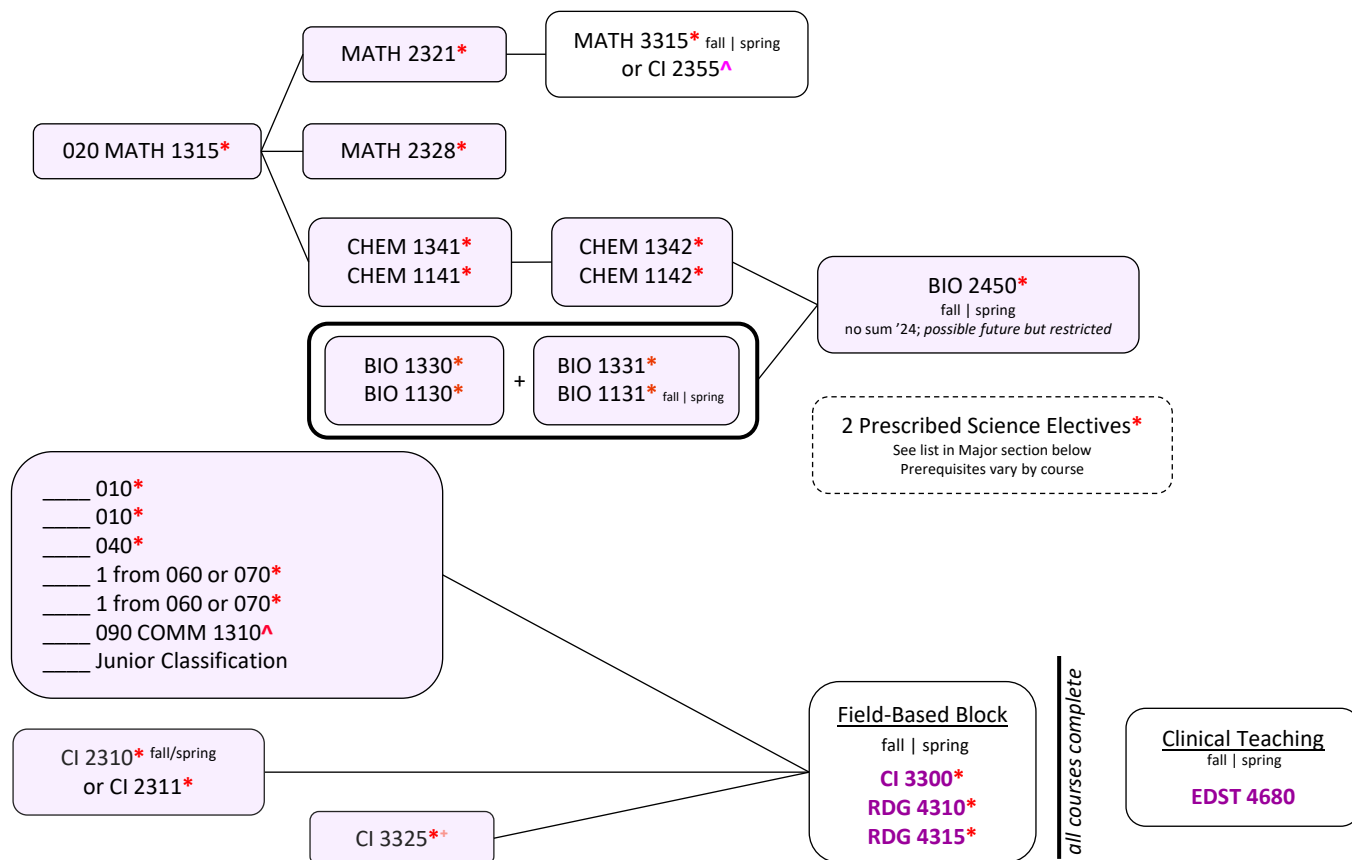 MATH 2321*
MATH 3315* fall | spring
or CI 2355^
020 MATH 1315*
MATH 2328*
CHEM 1341*
CHEM 1141*
CHEM 1342*
CHEM 1142*
BIO 2450*
fall | spring
no sum ’24; possible future but restricted
BIO 1330*
BIO 1130*
+
BIO 1331*
BIO 1131* fall | spring
2 Prescribed Science Electives*
See list in Major section below
Prerequisites vary by course
____ 010*
____ 010*
____ 040*
____ 1 from 060 or 070*
____ 1 from 060 or 070*
____ 090 COMM 1310^
____ Junior Classification
CI 2310* fall/spring
or CI 2311*
CI 3325*+
Field-Based Block
fall | spring
CI 3300*
RDG 4310*
RDG 4315*
all courses complete
Clinical Teaching
fall | spring
EDST 4680